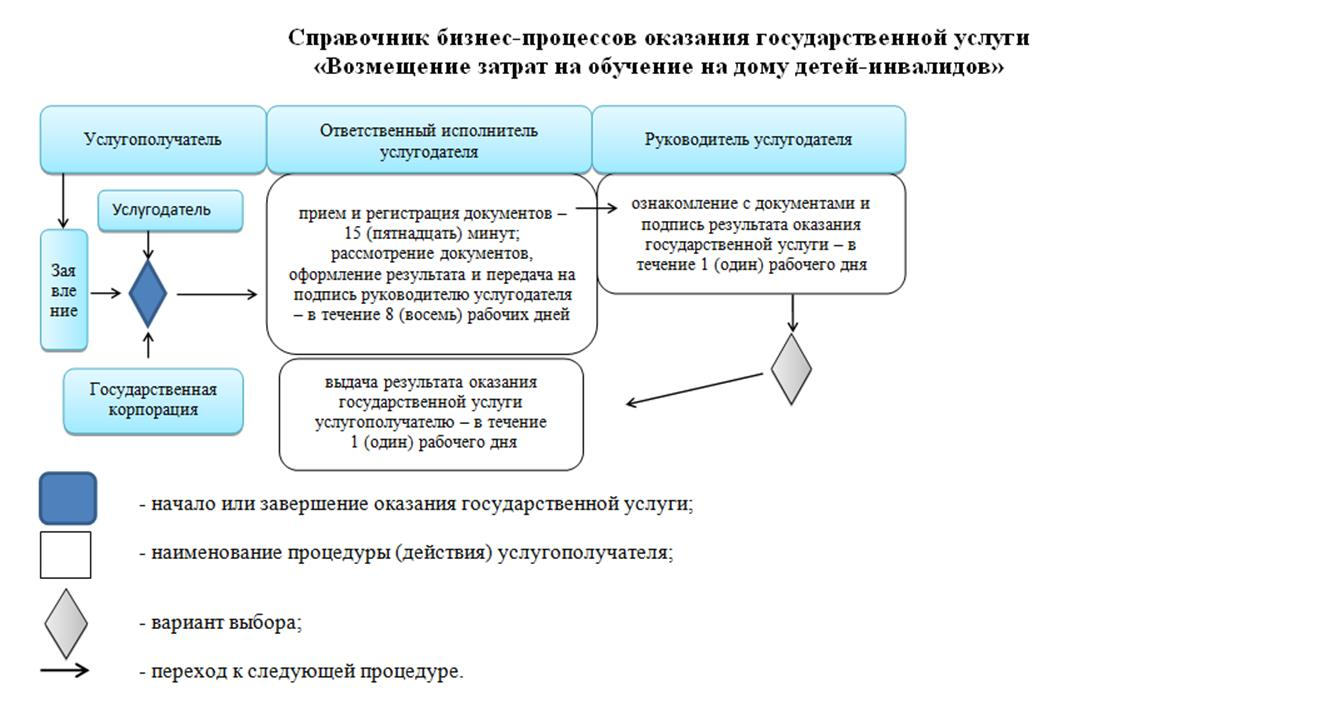 Справочник бизнес-процессов оказания государственной услуги
«Возмещение затрат на обучение на дому детей-инвалидов»
Услугополучатель
Ответственный исполнитель
услугодателя
Руководитель услугодателя
Услугодатель
Зая
вле
ние
Государственная
корпорация
прием и регистрация документов –
15 (пятнадцать) минут;
рассмотрение документов,
оформление результата и передача на
подпись руководителю услугодателя
– в течение 8 (восемь) рабочих дней
ознакомление с документами и
подпись результата оказания
государственной услуги – в
течение 1 (один) рабочего дня
выдача результата оказания
государственной услуги
услугополучателю – в течение
1 (один) рабочего дня
- начало или завершение оказания государственной услуги;
- наименование процедуры (действия) услугополучателя;
- вариант выбора;
- переход к следующей процедуре.